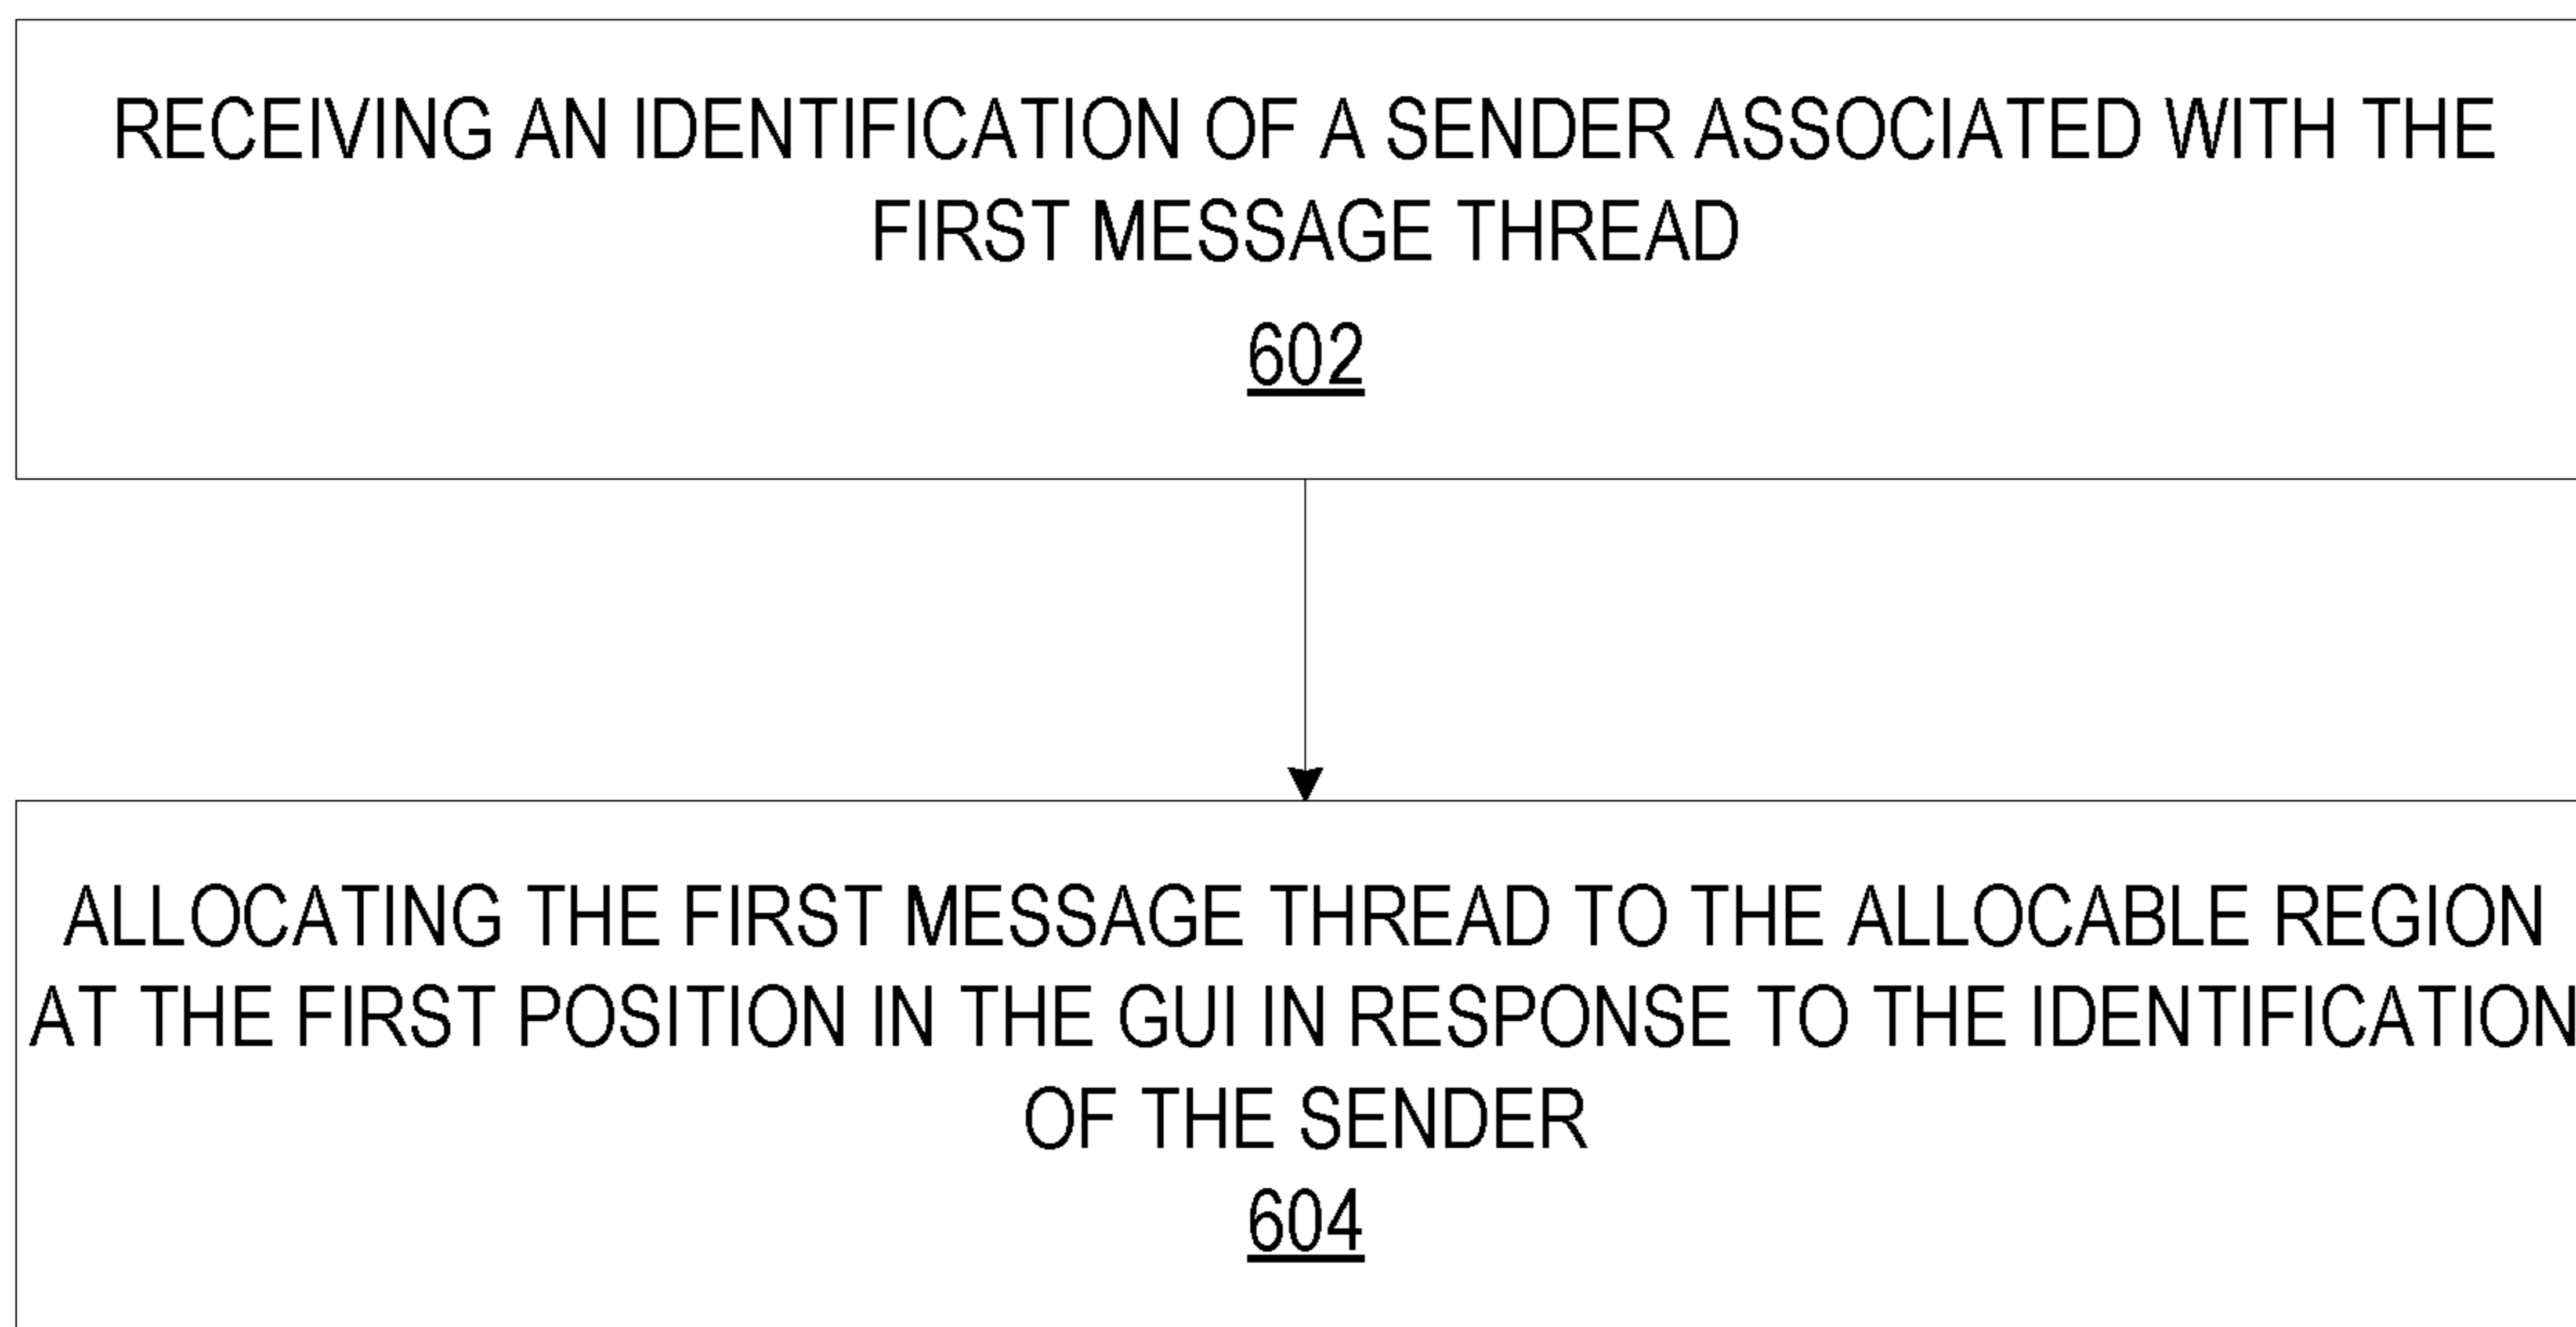 RECEIVING AN IDENTIFICATION OF A SENDER ASSOCIATED WITH THE
FIRST MESSAGE THREAD
602
ALLOCATING THE FIRST MESSAGE THREAD TO THE ALLOCABLE REGION
AT THE FIRST POSITION IN THE GUI IN RESPONSE TO THE IDENTIFICATION
OF THE SENDER
604